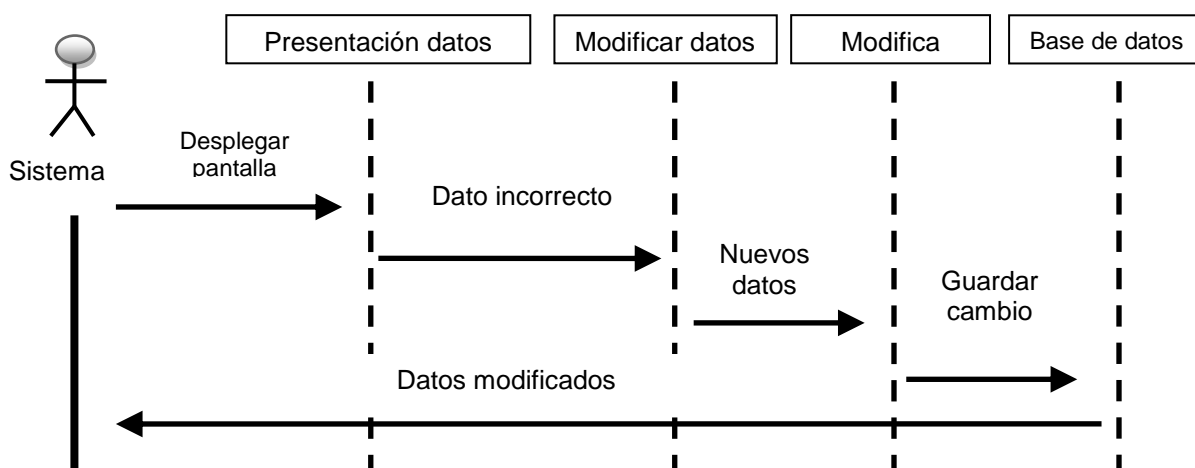 Presentación datos
Modificar datos
Modifica
Base de datos
Sistema
Desplegar
pantalla
Dato incorrecto
Nuevos
datos
Guardar
cambio
Datos modificados